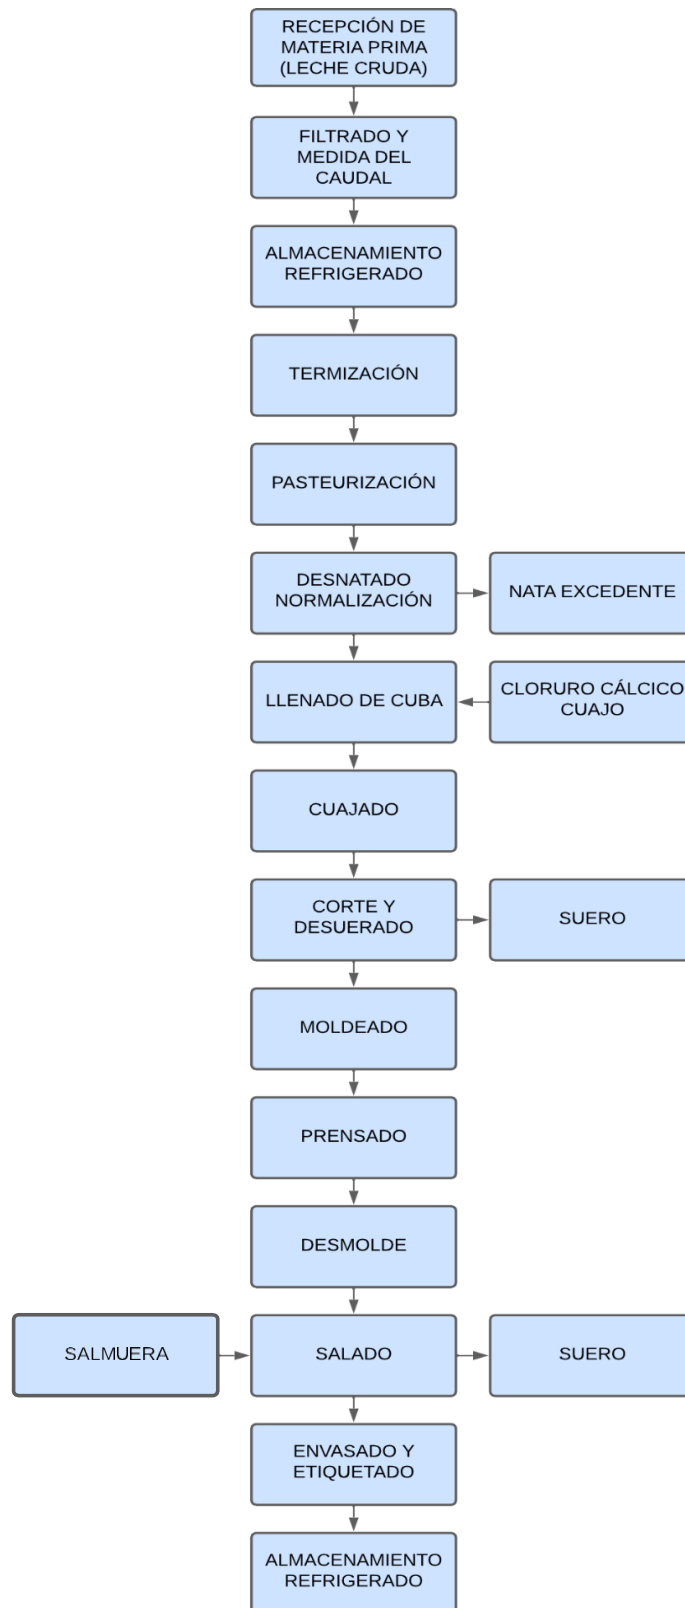 RECEPCIÓN DE
MATERIA PRIMA
(LECHE CRUDA)
FILTRADO Y
MEDIDA DEL
CAUDAL
ALMACENAMIENTO
REFRIGERADO
TERMIZACIÓN
PASTEURIZACIÓN
DESNATADO
NORMALIZACIÓN
NATA EXCEDENTE
LLENADO DE CUBA
CLORURO CÁLCICO
CUAJO
CUAJADO
CORTE Y
DESUERADO
SUERO
MOLDEADO
PRENSADO
DESMOLDE
SALMUERA
SALADO
SUERO
ENVASADO Y
ETIQUETADO
ALMACENAMIENTO
REFRIGERADO